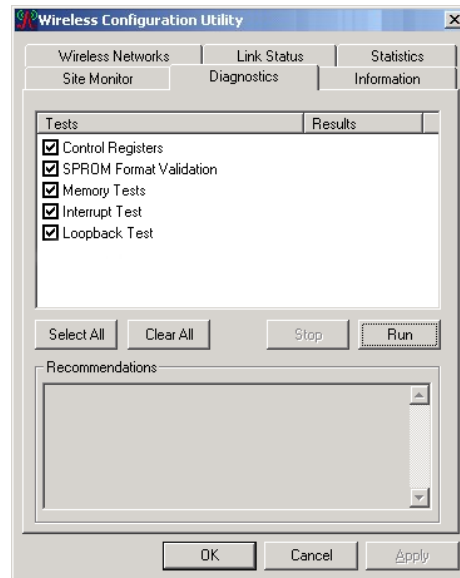 Wireless Configuration Utility
Wireless Networks
Link Status
Statistics
Site Monitor
Diagnostics
Information
Tests
Results
Control Registers
SPROM Format Validation
Memory Tests
Interrupt Test
Loopback Test
Select All
Clear All
Stop
Run
Recommendations
OK
Cancel
Apply